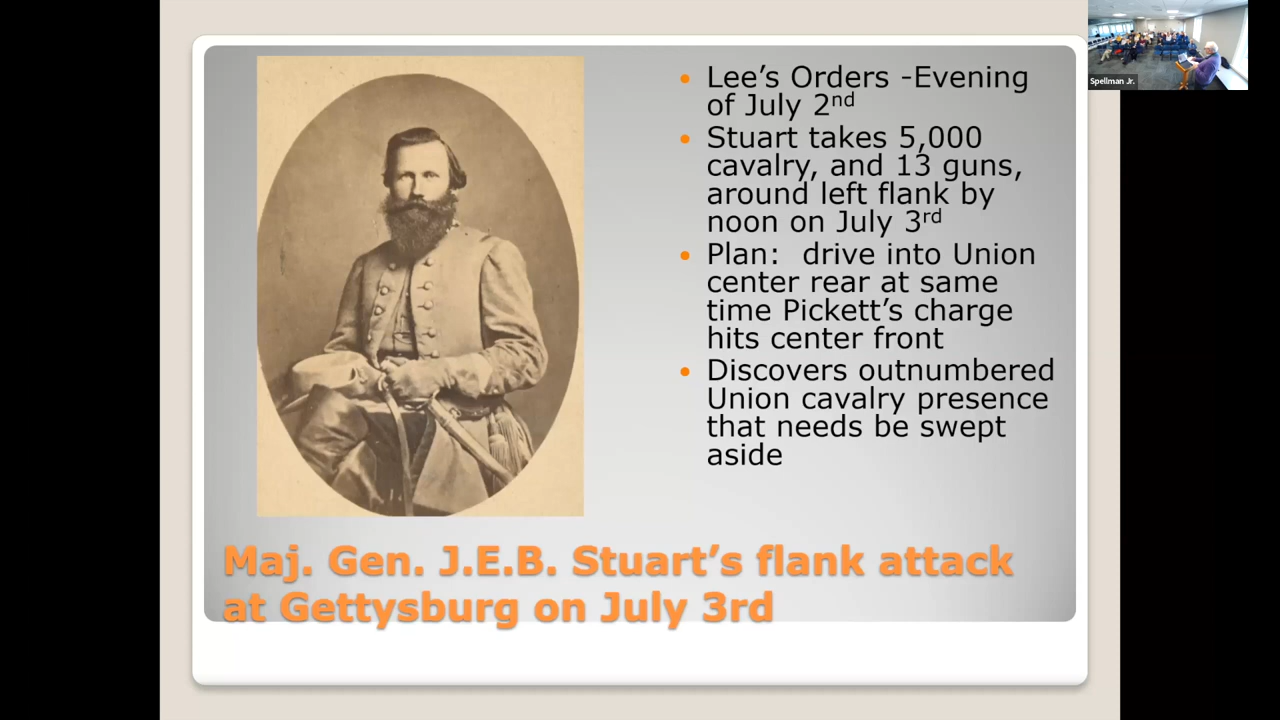 Lee’s Orders -Evening
of July 2nd
Stuart takes 5,000
cavalry, and 13 guns,
around left flank by
noon on July 3rd
Plan:  drive into Union
center rear at same
time Pickett’s charge
hits center front
Discovers outnumbered
Union cavalry presence
that needs be swept
aside
Maj. Gen. J.E.B. Stuart’s flank attack
at Gettysburg on July 3rd
Spellman Jr.